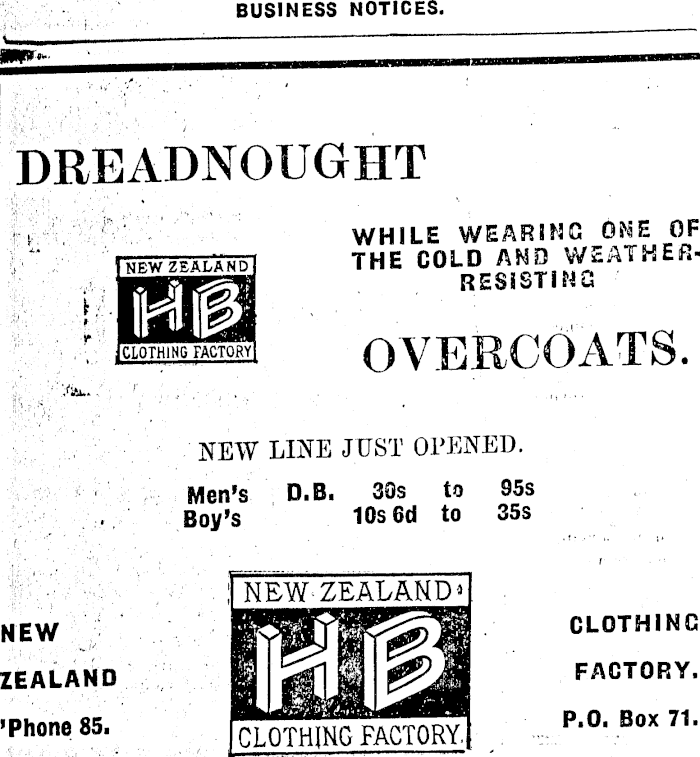 BUSINESS NOTICES.
DREADNOUGHT
WHILE WEARING ONE OF
THE COLD AND WEATHER-
RESISTING
NEW ZEALAND
HB
CLOTHING FACTORY
OVERCOATS.
NEW LINE JUST OPENED.
Men's D.B. 30s to 95s
Boy's 10s 6d to 35s
NEW ZEALAND
HB
CLOTHING FACTORY.
NEW CLOTHING
ZEALAND FACTORY.
'Phone 85. P.O. Box 71.